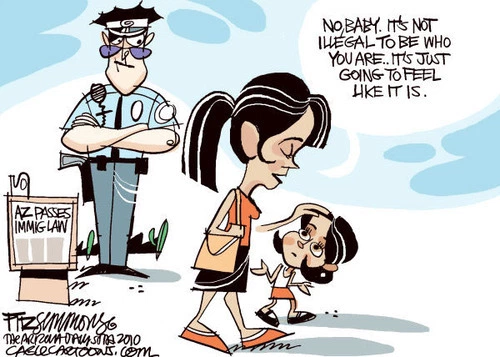 NO, BABY. IT'S NOT
ILLEGAL TO BE WHO
YOU ARE.. IT'S JUST
GOING TO FEEL
LIKE IT IS.
AZ PASSES
IMMIG LAW
FITZSIMMONS
THE ARIZONA DAILY STAR 2010
CAGLECARTOONS.COM